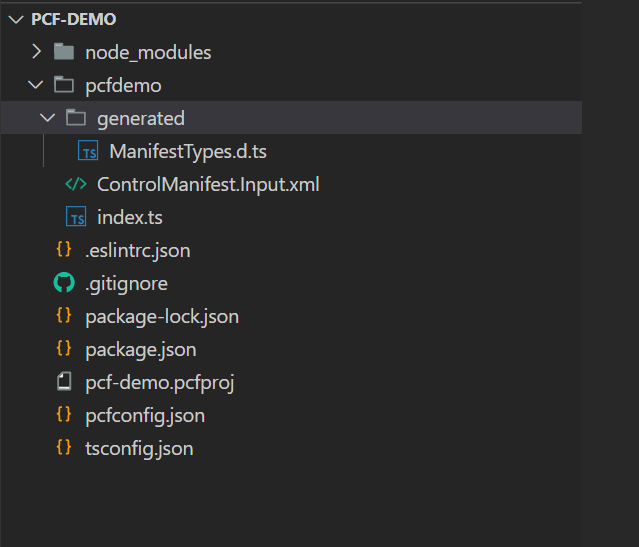 PCF-DEMO
node_modules
pcfdemo
generated
TS ManifestTypes.d.ts
ControlManifest.Input.xml
TS index.ts
.eslintrc.json
.gitignore
package-lock.json
package.json
pcf-demo.pcfproj
pcfconfig.json
tsconfig.json